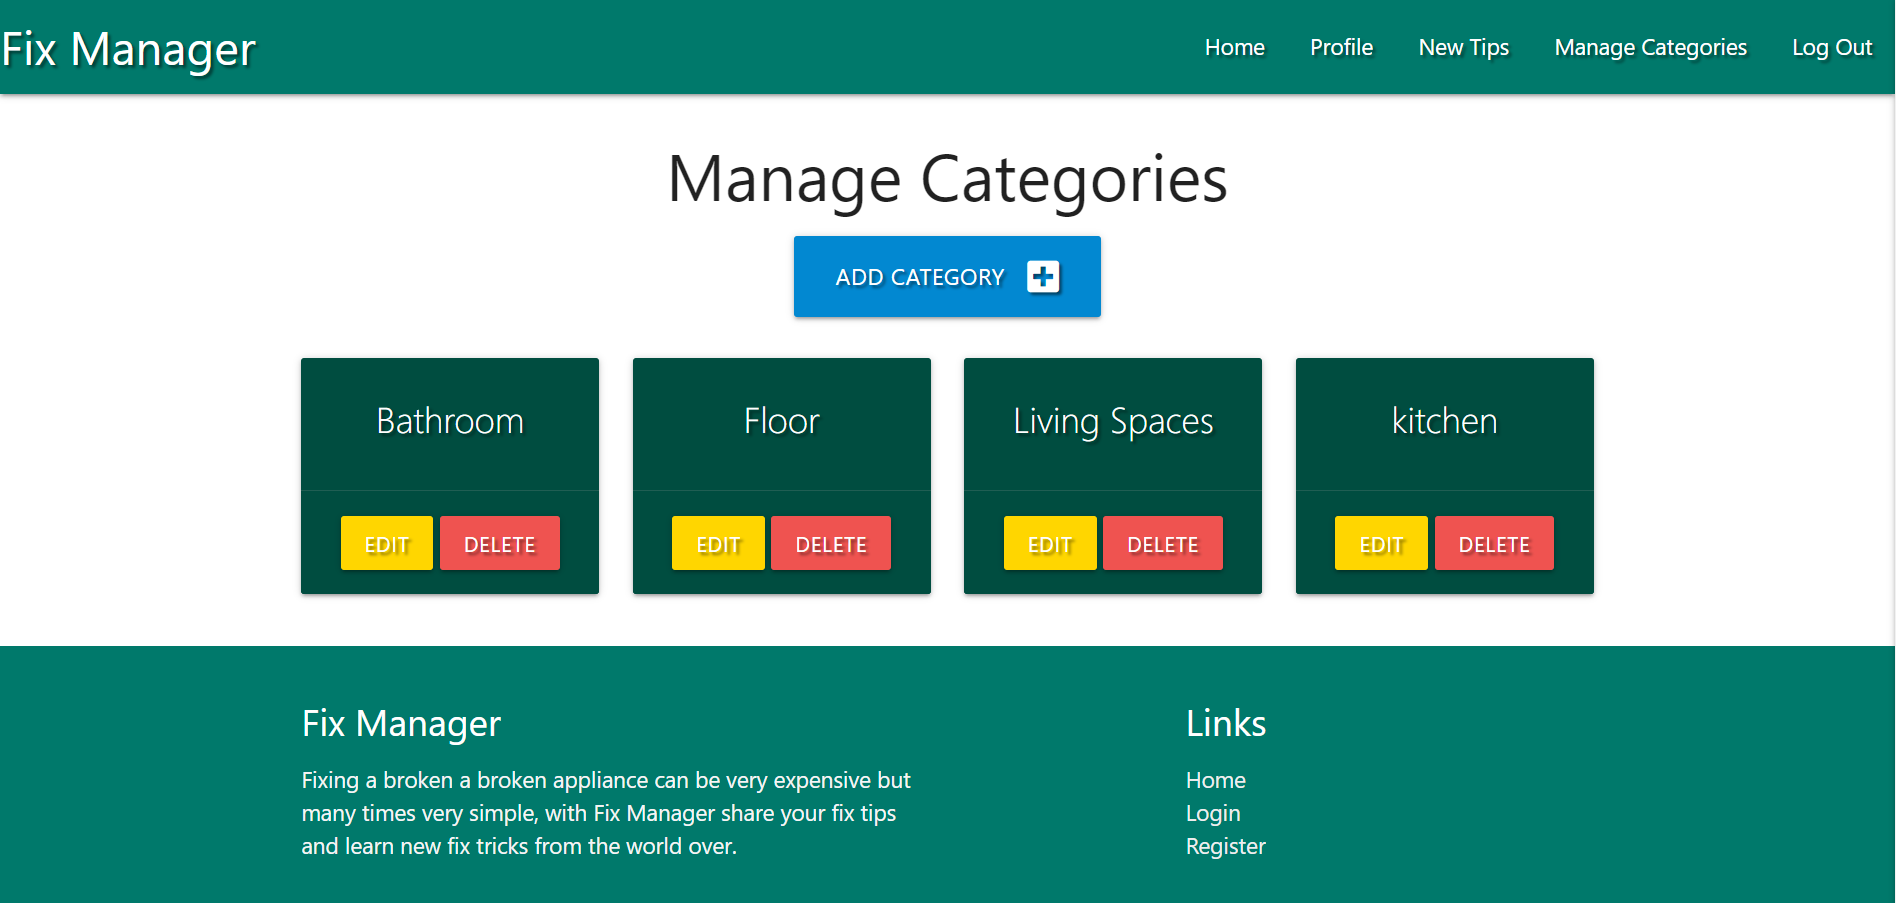 Fix Manager
Home Profile New Tips Manage Categories Log Out
Manage Categories
ADD CATEGORY
Bathroom Floor Living Spaces kitchen
EDIT DELETE EDIT DELETE EDIT DELETE EDIT DELETE
Fix Manager
Fixing a broken a broken appliance can be very expensive but
many times very simple, with Fix Manager share your fix tips
and learn new fix tricks from the world over.
Links
Home
Login
Register